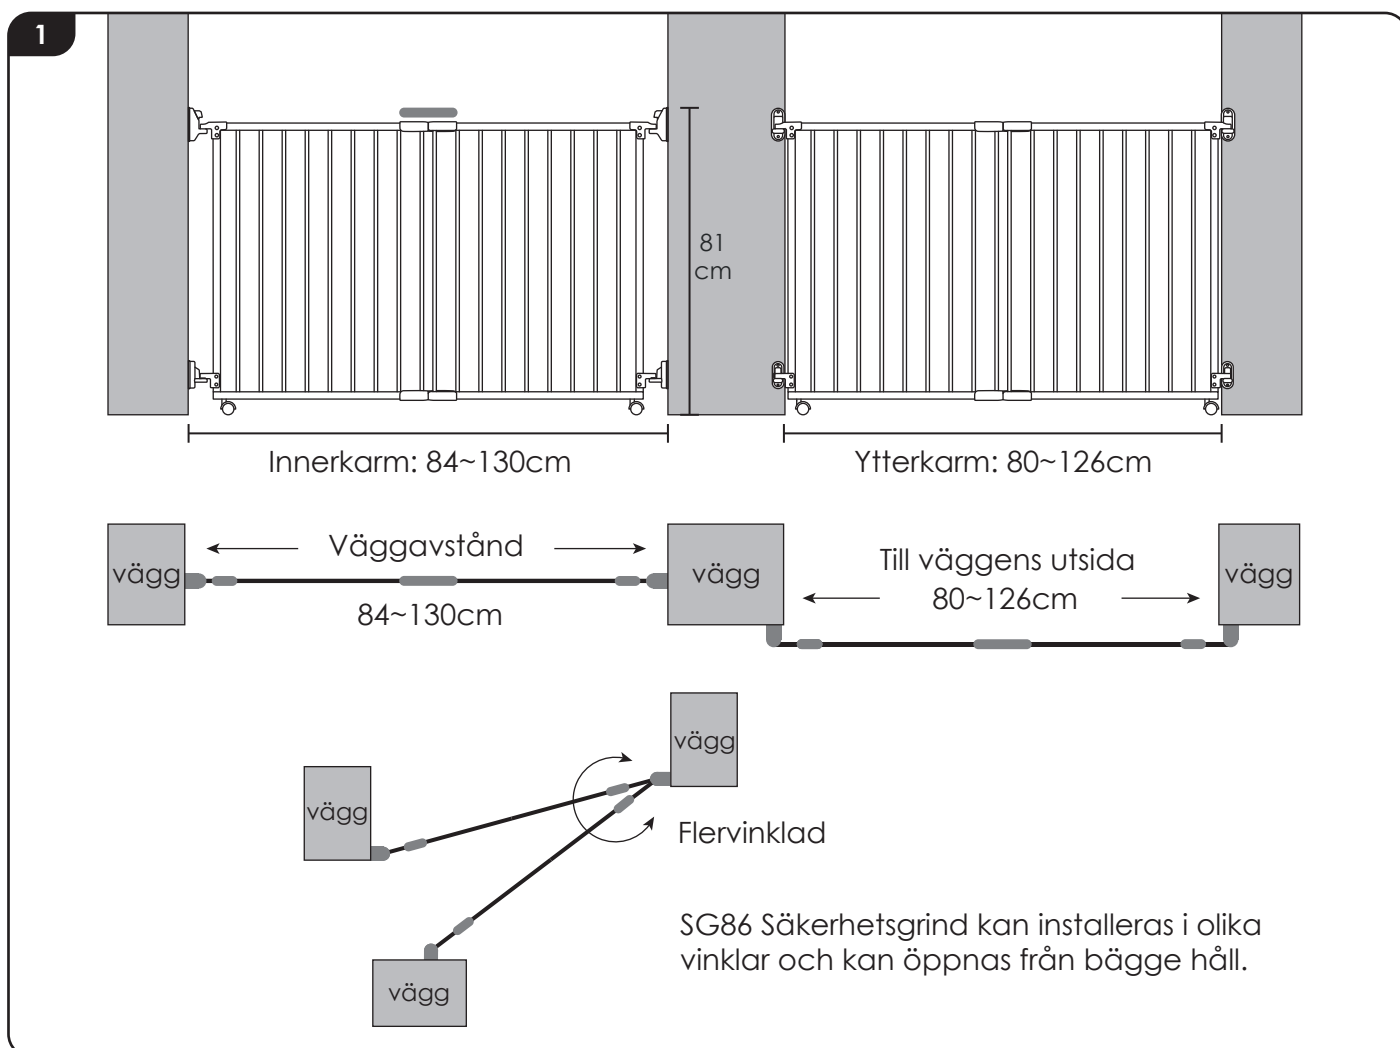 1
81
cm
Innerkarm: 84~130cm
Ytterkarm: 80~126cm
vägg
Väggavstånd
84~130cm
vägg
Till väggens utsida
80~126cm
vägg
vägg
vägg
Flervinklad
vägg
SG86 Säkerhetsgrind kan installeras i olika
vinklar och kan öppnas från bägge håll.